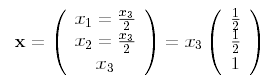 x = ( x₁ = x₃/2
x₂ = x₃/2
x₃ ) = x₃ ( 1/2
1/2
1 )